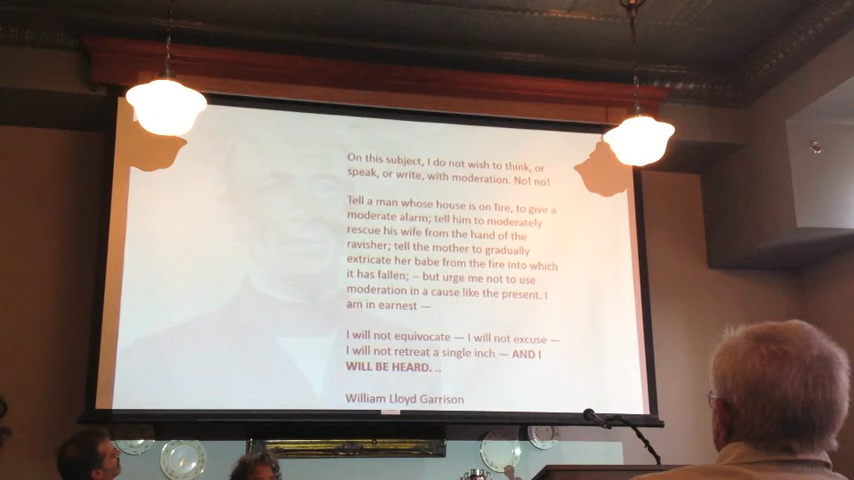 On this subject, I do not wish to think, or
speak, or write, with moderation. No! no!
Tell a man whose house is on fire, to give a
moderate alarm; tell him to moderately
rescue his wife from the hand of the
ravisher; tell the mother to gradually
extricate her babe from the fire into which
it has fallen; -- but urge me not to use
moderation in a cause like the present. I
am in earnest —
I will not equivocate — I will not excuse —
I will not retreat a single inch — AND I
WILL BE HEARD. ..
William Lloyd Garrison